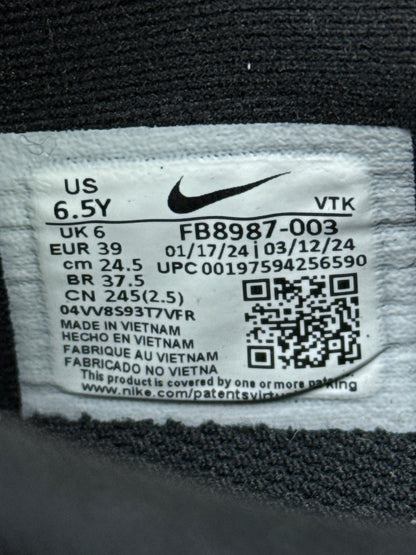 US
6.5Y
VTK
UK 6
FB8987-003
EUR 39
01/17/24 | 03/12/24
cm 24.5
UPC 00197594256590
BR 37.5
CN 245(2.5)
04VV8S93T7VFR
MADE IN VIETNAM
HECHO EN VIETNAM
FABRIQUE AU VIETNAM
FABRICADO NO VIETNA
This product is covered by one or more
www.nike.com/patents